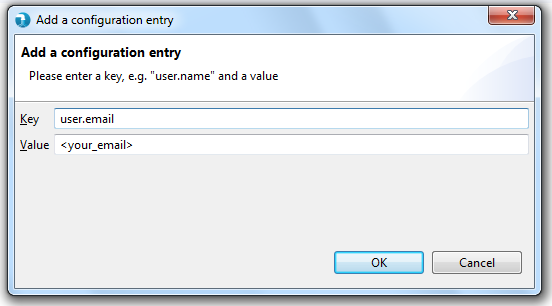 Add a configuration entry
Add a configuration entry
Please enter a key, e.g. "user.name" and a value
Key user.email
Value <your_email>
OK Cancel